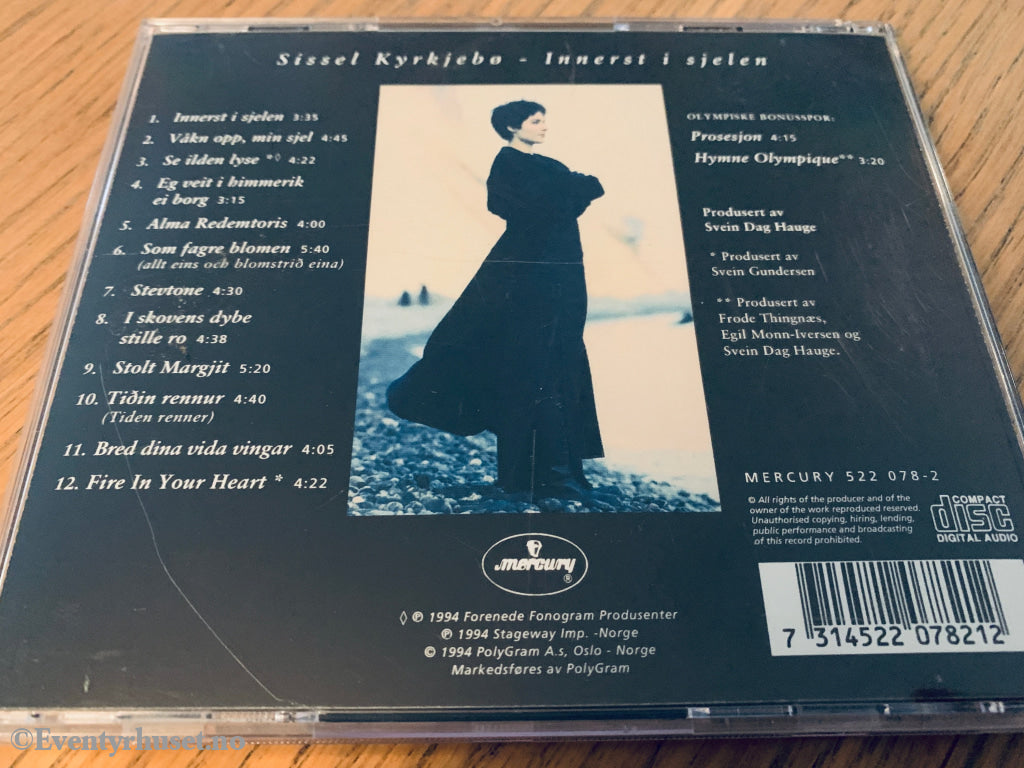 Sissel Kyrkjebø - Innerst i sjelen
1. Innerst i sjelen 3:35
2. Våkn opp, min sjel 4:45
3. Se ilden lyse *◊ 4:22
4. Eg veit i himmerik
ei borg 3:15
5. Alma Redemtoris 4:00
6. Som fagre blomen 5:40
(allt eins och blomstrið eina)
7. Stevtone 4:30
8. I skovens dybe
stille ro 4:38
9. Stolt Margjit 5:20
10. Tiðin rennur 4:40
(Tiden renner)
11. Bred dina vida vingar 4:05
12. Fire In Your Heart * 4:22
OLYMPISKE BONUSSPOR:
Prosesjon 4:15
Hymne Olympique** 3:20
Produsert av
Svein Dag Hauge
* Produsert av
Svein Gundersen
** Produsert av
Frode Thingnæs,
Egil Monn-Iversen og
Svein Dag Hauge.
MERCURY 522 078-2
© All rights of the producer and of the
owner of the work reproduced reserved.
Unauthorised copying, hiring, lending,
public performance and broadcasting
of this record prohibited.
COMPACT
disc
DIGITAL AUDIO
mercury ®
◊ ℗ 1994 Forenede Fonogram Produsenter
℗ 1994 Stageway Imp. -Norge
© 1994 PolyGram A.s, Oslo - Norge
Markedsføres av PolyGram
7 314522 078212
©Eventyrhuset.no